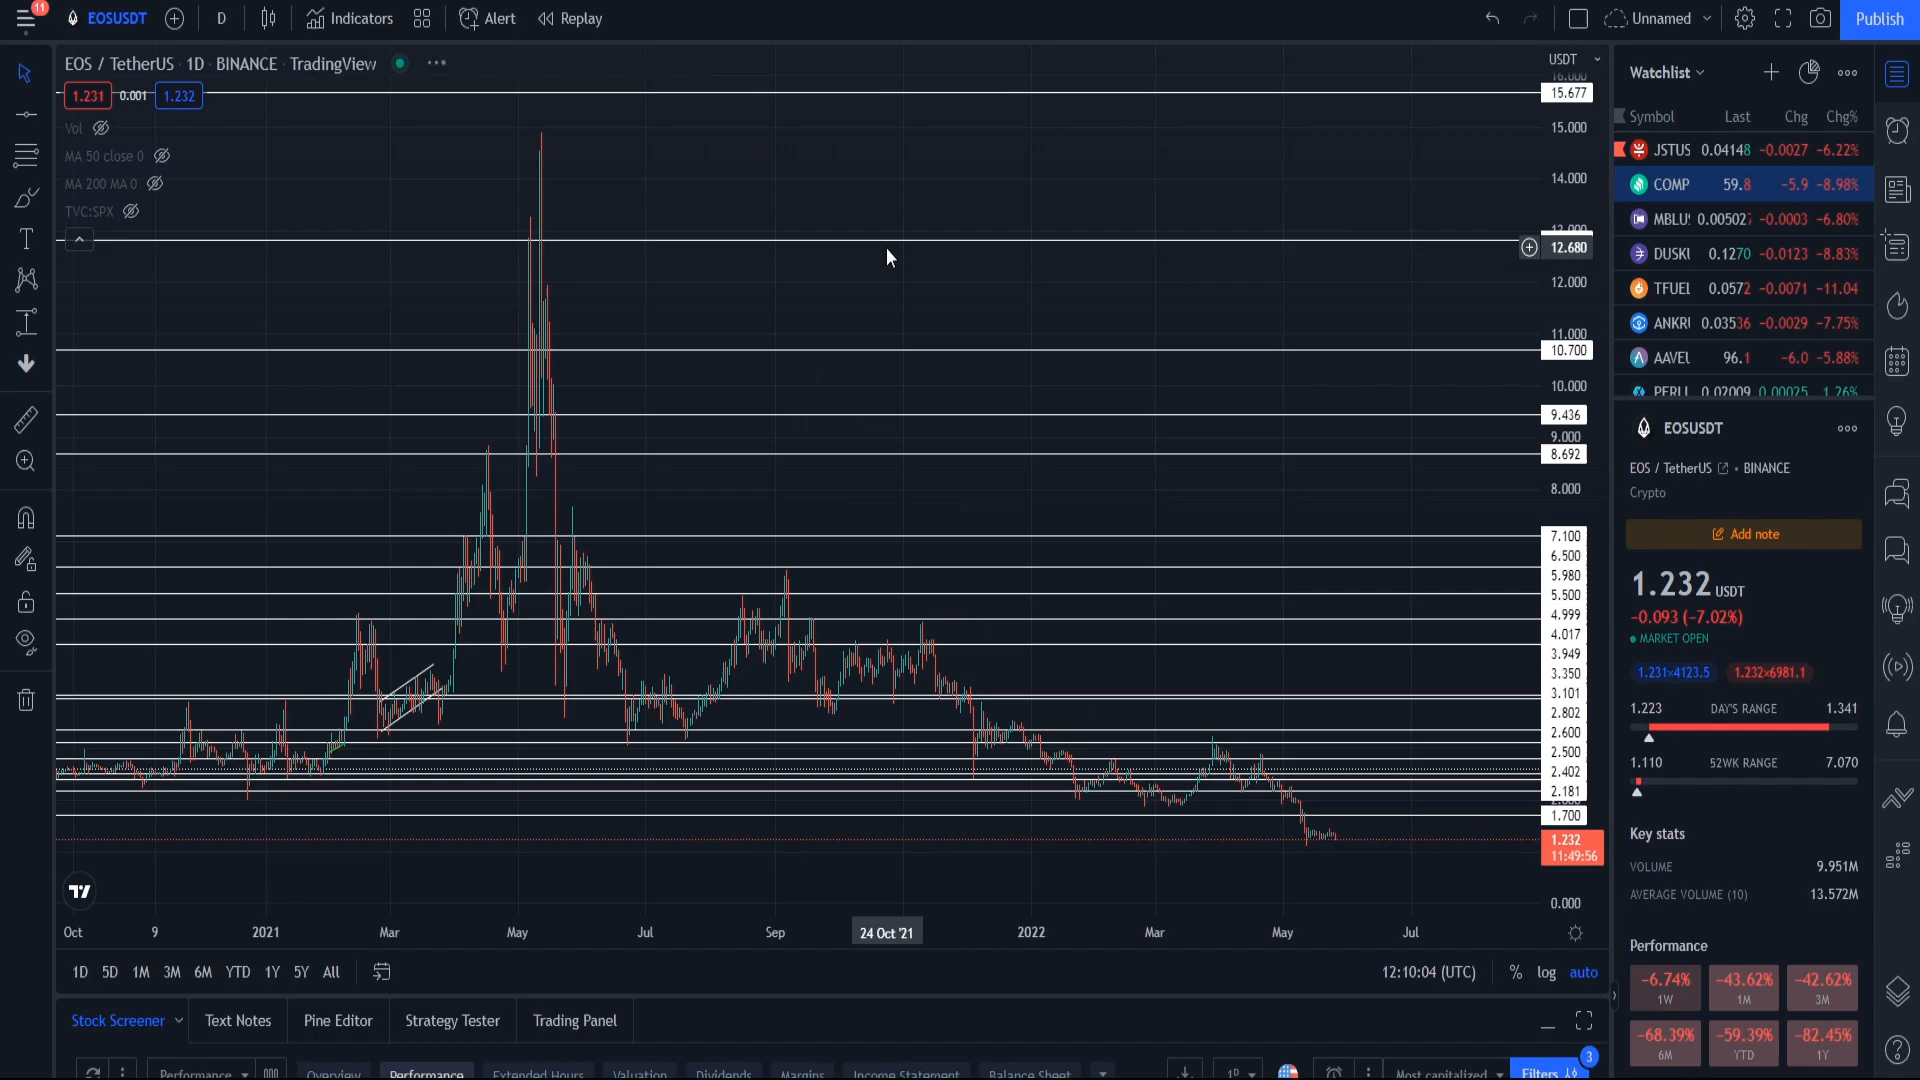 11
EOSUSDT
D
Indicators
Alert
Replay
Unnamed
Publish
EOS / TetherUS · 1D · BINANCE · TradingView
USDT
1.231
0.001
1.232
Vol
MA 50 close 0
MA 200 MA 0
TVC:SPX
16.000
15.677
15.000
14.000
13.000
12.680
12.000
11.000
10.700
10.000
9.436
9.000
8.692
8.000
7.100
6.500
5.980
5.500
4.999
4.017
3.949
3.350
3.101
2.802
2.600
2.500
2.402
2.181
2.000
1.700
1.232
11:49:56
0.000
Oct
9
2021
Mar
May
Jul
Sep
24 Oct '21
2022
Mar
May
Jul
1D 5D 1M 3M 6M YTD 1Y 5Y All
12:10:04 (UTC)
% log auto
Stock Screener
Text Notes
Pine Editor
Strategy Tester
Trading Panel
Performance
Overview
Performance
Extended Hours
Valuation
Dividends
Margins
Income Statement
Balance Sheet
1D
Most capitalized
Filters
3
Watchlist
Symbol Last Chg Chg%
JSTUS 0.04148 −0.0027 −6.22%
COMP 59.8 −5.9 −8.98%
MBLU 0.00502 −0.0003 −6.80%
DUSK 0.1270 −0.0123 −8.83%
TFUEL 0.0572 −0.0071 −11.04
ANKR 0.03536 −0.0029 −7.75%
AAVE 96.1 −6.0 −5.88%
PERL 0.02009 0.00025 1.26%
EOSUSDT
EOS / TetherUS • BINANCE
Crypto
Add note
1.232 USDT
−0.093 (−7.02%)
MARKET OPEN
1.231×4123.5
1.232×6981.1
1.223 DAY'S RANGE 1.341
1.110 52WK RANGE 7.070
Key stats
VOLUME 9.951M
AVERAGE VOLUME (10) 13.572M
Performance
−6.74% −43.62% −42.62%
1W 1M 3M
−68.39% −59.39% −82.45%
6M YTD 1Y